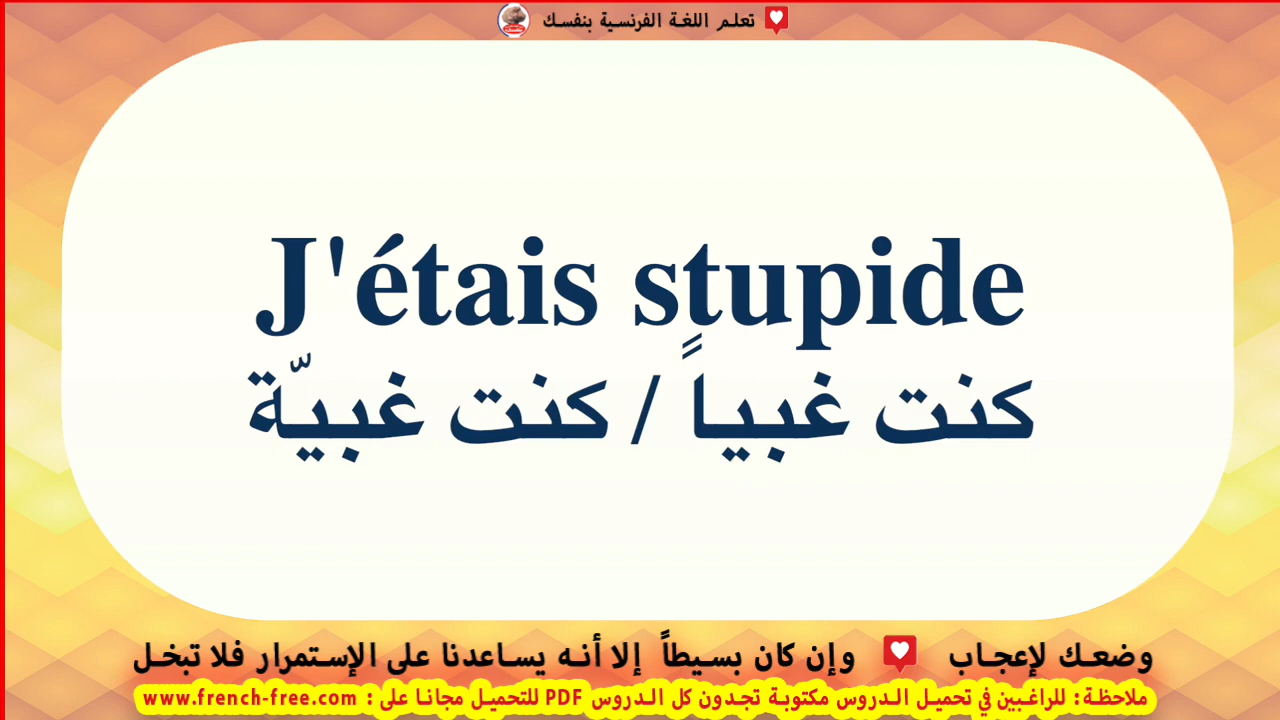 تعلم اللغة الفرنسية بنفسك
J'étais stupide
كنت غبياً / كنت غبيّة
وضعك لإعجاب وإن كان بسيطاً إلا أنه يساعدنا على الإستمرار فلا تبخل
ملاحظة: للراغبين في تحميل الدروس مكتوبة تجدون كل الدروس PDF للتحميل مجانا على : www.french-free.com